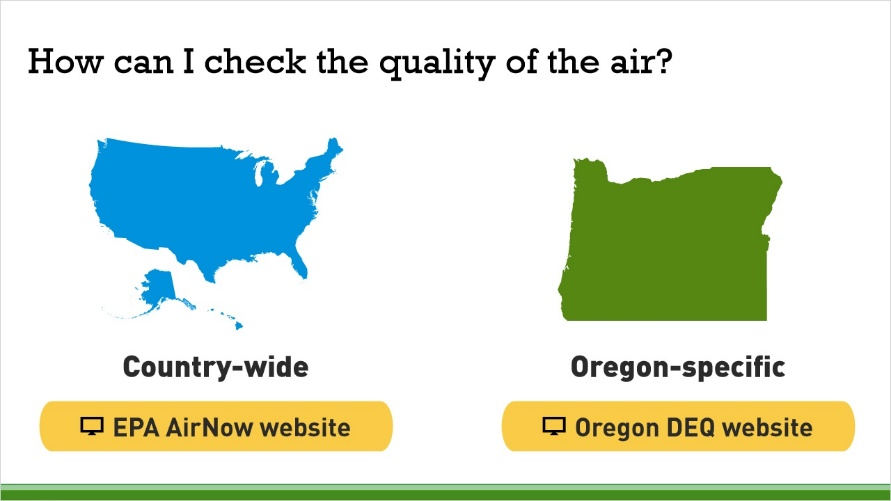 How can I check the quality of the air?
Country-wide
EPA AirNow website
Oregon-specific
Oregon DEQ website